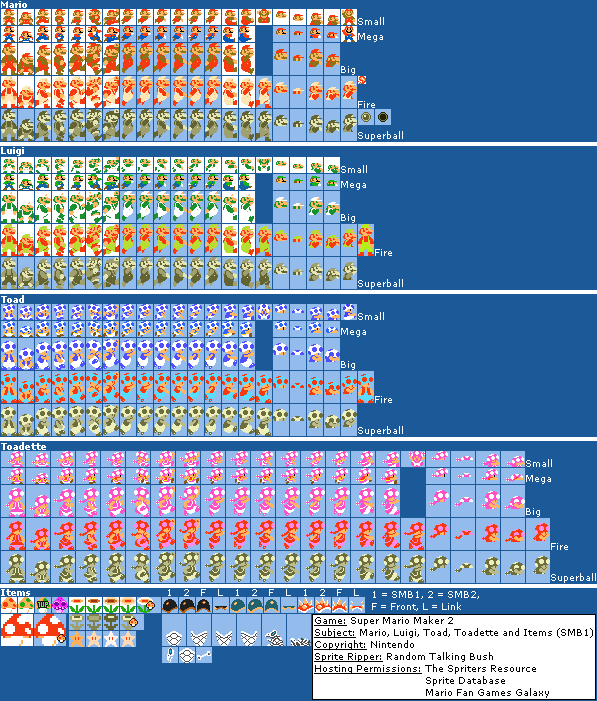 Mario
Small
Mega
Big
Fire
Superball
Luigi
Small
Mega
Big
Fire
Superball
Toad
Small
Mega
Big
Fire
Superball
Toadette
Small
Mega
Big
Fire
Superball
Items
1 2 F L 1 2 F L 1 2 F L
1 = SMB1, 2 = SMB2,
F = Front, L = Link
Game: Super Mario Maker 2
Subject: Mario, Luigi, Toad, Toadette and Items (SMB1)
Copyright: Nintendo
Sprite Ripper: Random Talking Bush
Hosting Permissions: The Spriters Resource
Sprite Database
Mario Fan Games Galaxy